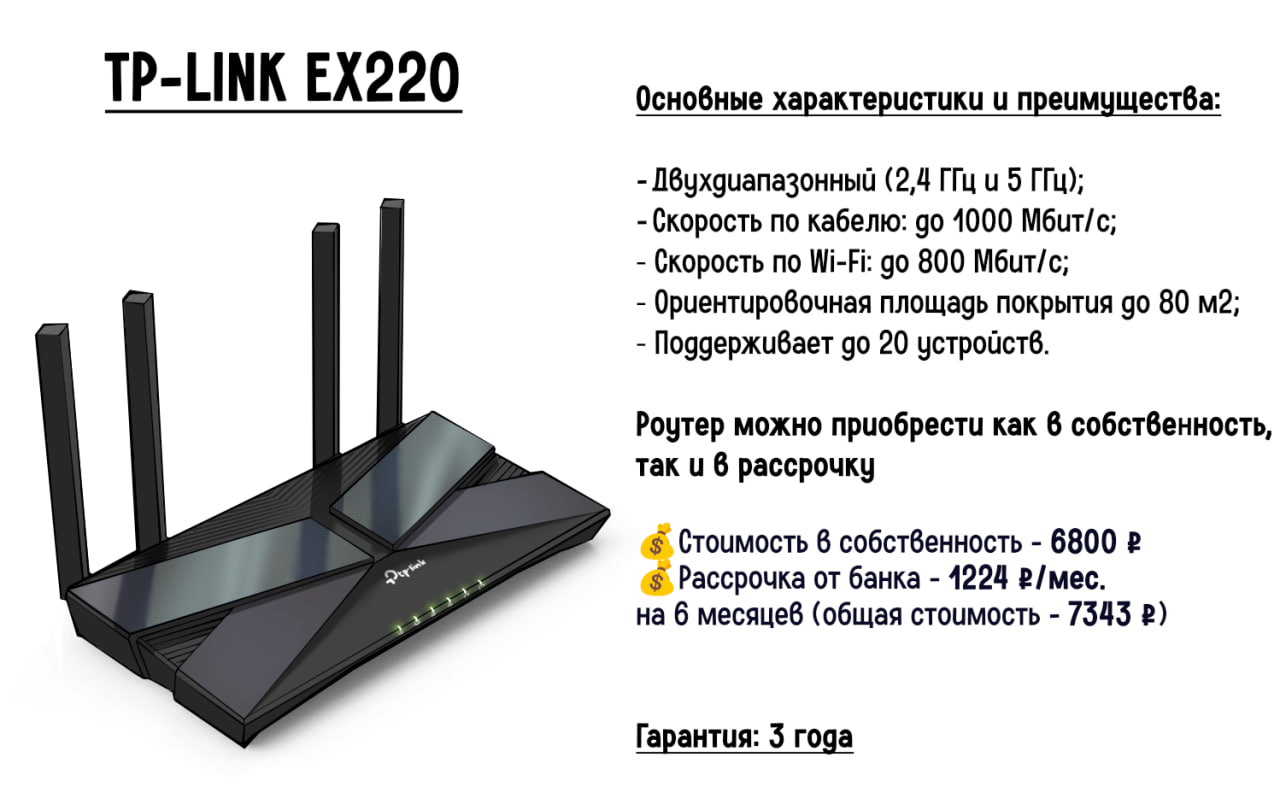 TP-LINK EX220
Основные характеристики и преимущества:
- Двухдиапазонный (2,4 ГГц и 5 ГГц);
- Скорость по кабелю: до 1000 Мбит/с;
- Скорость по Wi-Fi: до 800 Мбит/с;
- Ориентировочная площадь покрытия до 80 м2;
- Поддерживает до 20 устройств.
Роутер можно приобрести как в собственность,
так и в рассрочку
💰 Стоимость в собственность - 6800 ₽
💰 Рассрочка от банка - 1224 ₽/мес.
на 6 месяцев (общая стоимость - 7343 ₽)
Гарантия: 3 года
tp-link